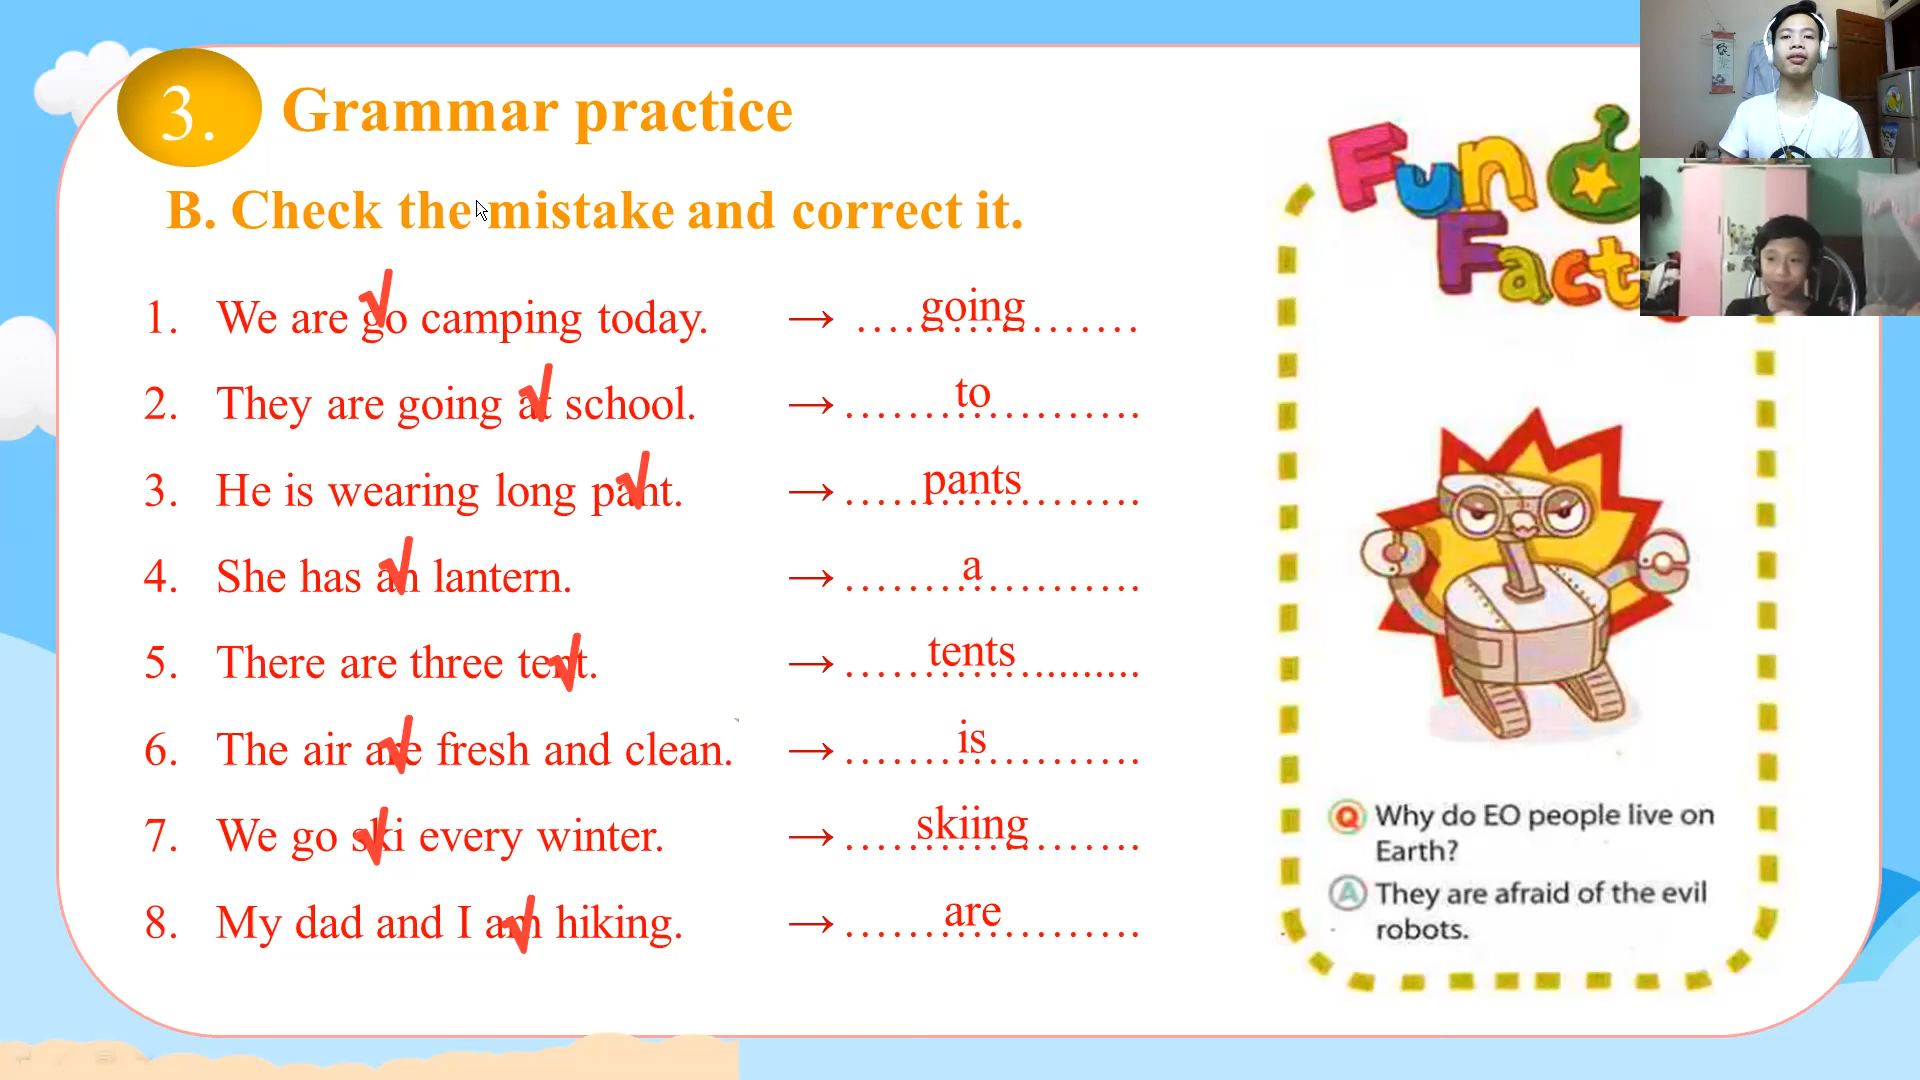 3. Grammar practice
B. Check the mistake and correct it.
1. We are go camping today. → ……………… going
2. They are going at school. → ……………… to
3. He is wearing long pant. → ……………… pants
4. She has an lantern. → ……………… a
5. There are three tent. → ……………… tents
6. The air are fresh and clean. → ……………… is
7. We go ski every winter. → ……………… skiing
8. My dad and I am hiking. → ……………… are
Fun
Fact
Q Why do EO people live on
Earth?
A They are afraid of the evil
robots.